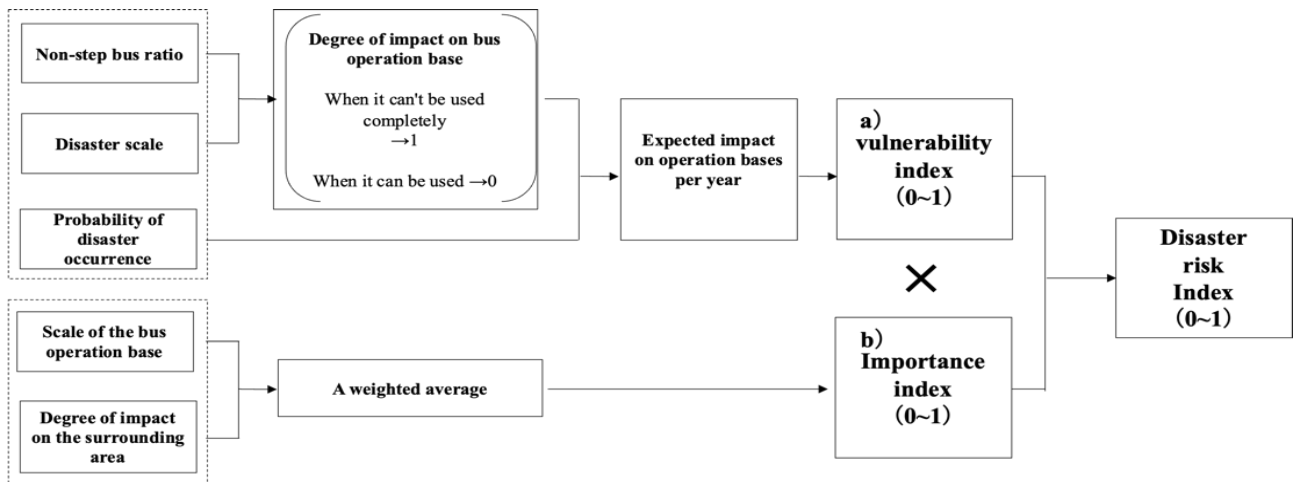 Non-step bus ratio
Disaster scale
Probability of
disaster
occurrence
Degree of impact on bus
operation base
When it can't be used
completely
→1
When it can be used →0
Expected impact
on operation bases
per year
a)
vulnerability
index
(0~1)
×
Disaster
risk
Index
(0~1)
Scale of the bus
operation base
Degree of impact
on the surrounding
area
A weighted average
b)
Importance
index
(0~1)